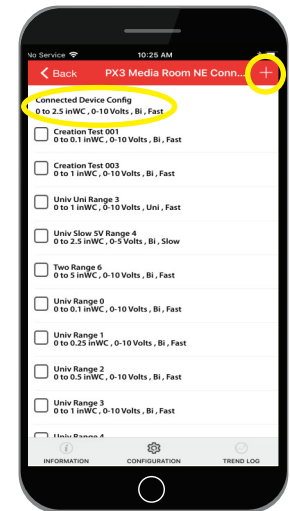 No Service 10:25 AM
Back PX3 Media Room NE Conn... +
Connected Device Config
0 to 2.5 inWC , 0-10 Volts , Bi , Fast
Creation Test 001
0 to 0.1 inWC , 0-10 Volts , Bi , Fast
Creation Test 003
0 to 1 inWC , 0-10 Volts , Bi , Fast
Univ Uni Range 3
0 to 1 inWC , 0-10 Volts , Uni , Fast
Univ Slow 5V Range 4
0 to 2.5 inWC , 0-5 Volts , Bi , Slow
Two Range 6
0 to 5 inWC , 0-10 Volts , Bi , Fast
Univ Range 0
0 to 0.1 inWC , 0-10 Volts , Bi , Fast
Univ Range 1
0 to 0.25 inWC , 0-10 Volts , Bi , Fast
Univ Range 2
0 to 0.5 inWC , 0-10 Volts , Bi , Fast
Univ Range 3
0 to 1 inWC , 0-10 Volts , Bi , Fast
Univ Range 4
INFORMATION CONFIGURATION TREND LOG